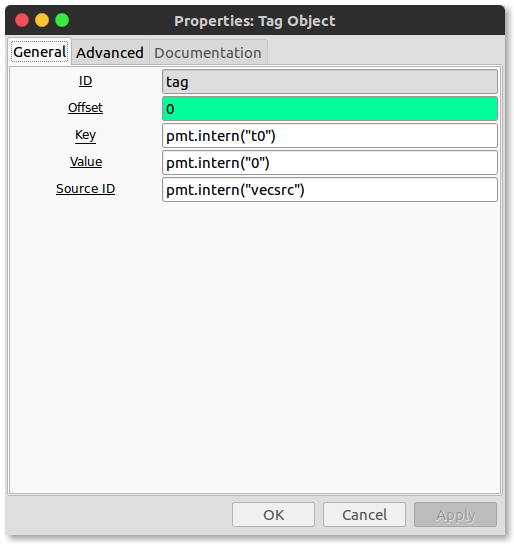 Properties: Tag Object
General Advanced Documentation
ID tag
Offset 0
Key pmt.intern("t0")
Value pmt.intern("0")
Source ID pmt.intern("vecsrc")
OK Cancel Apply